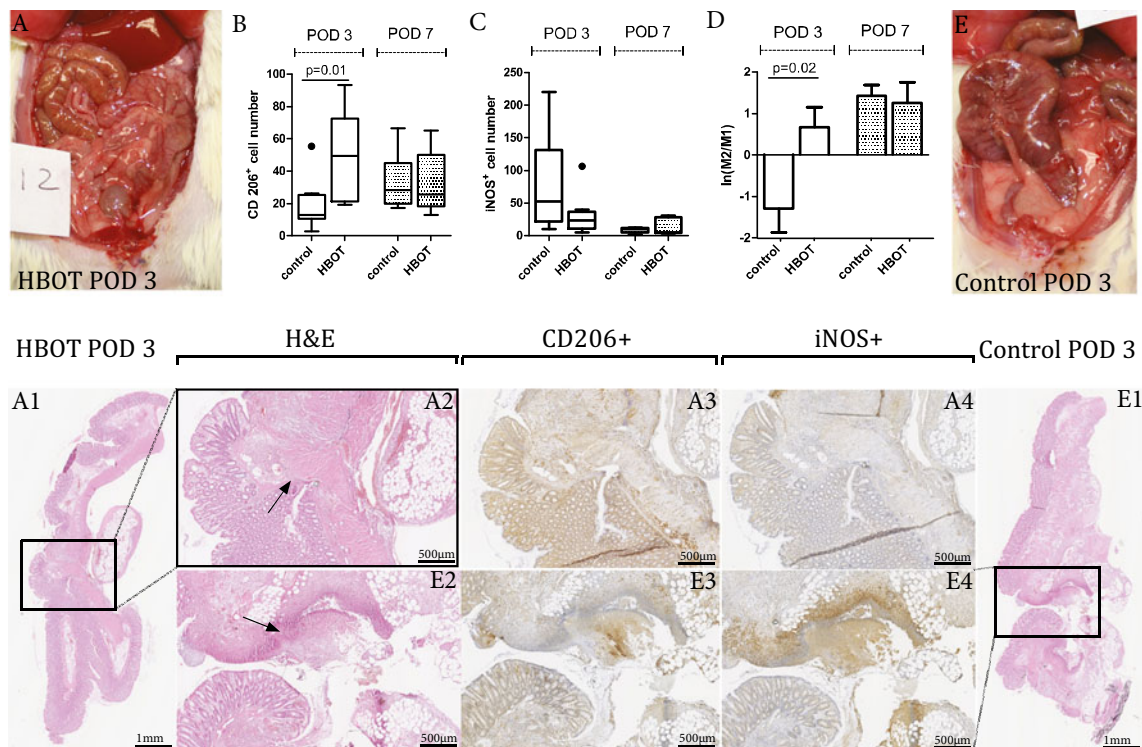 A
12
HBOT POD 3
B
POD 3
POD 7
p=0.01
CD 206+ cell number
100
80
60
40
20
0
control
HBOT
control
HBOT
C
POD 3
POD 7
iNOS+ cell number
250
200
150
100
50
0
control
HBOT
control
HBOT
D
POD 3
POD 7
p=0.02
ln(M2/M1)
2
1
0
-1
-2
control
HBOT
control
HBOT
E
Control POD 3
HBOT POD 3
H&E
CD206+
iNOS+
Control POD 3
A1
1mm
A2
500μm
A3
500μm
A4
500μm
E1
1mm
E2
500μm
E3
500μm
E4
500μm